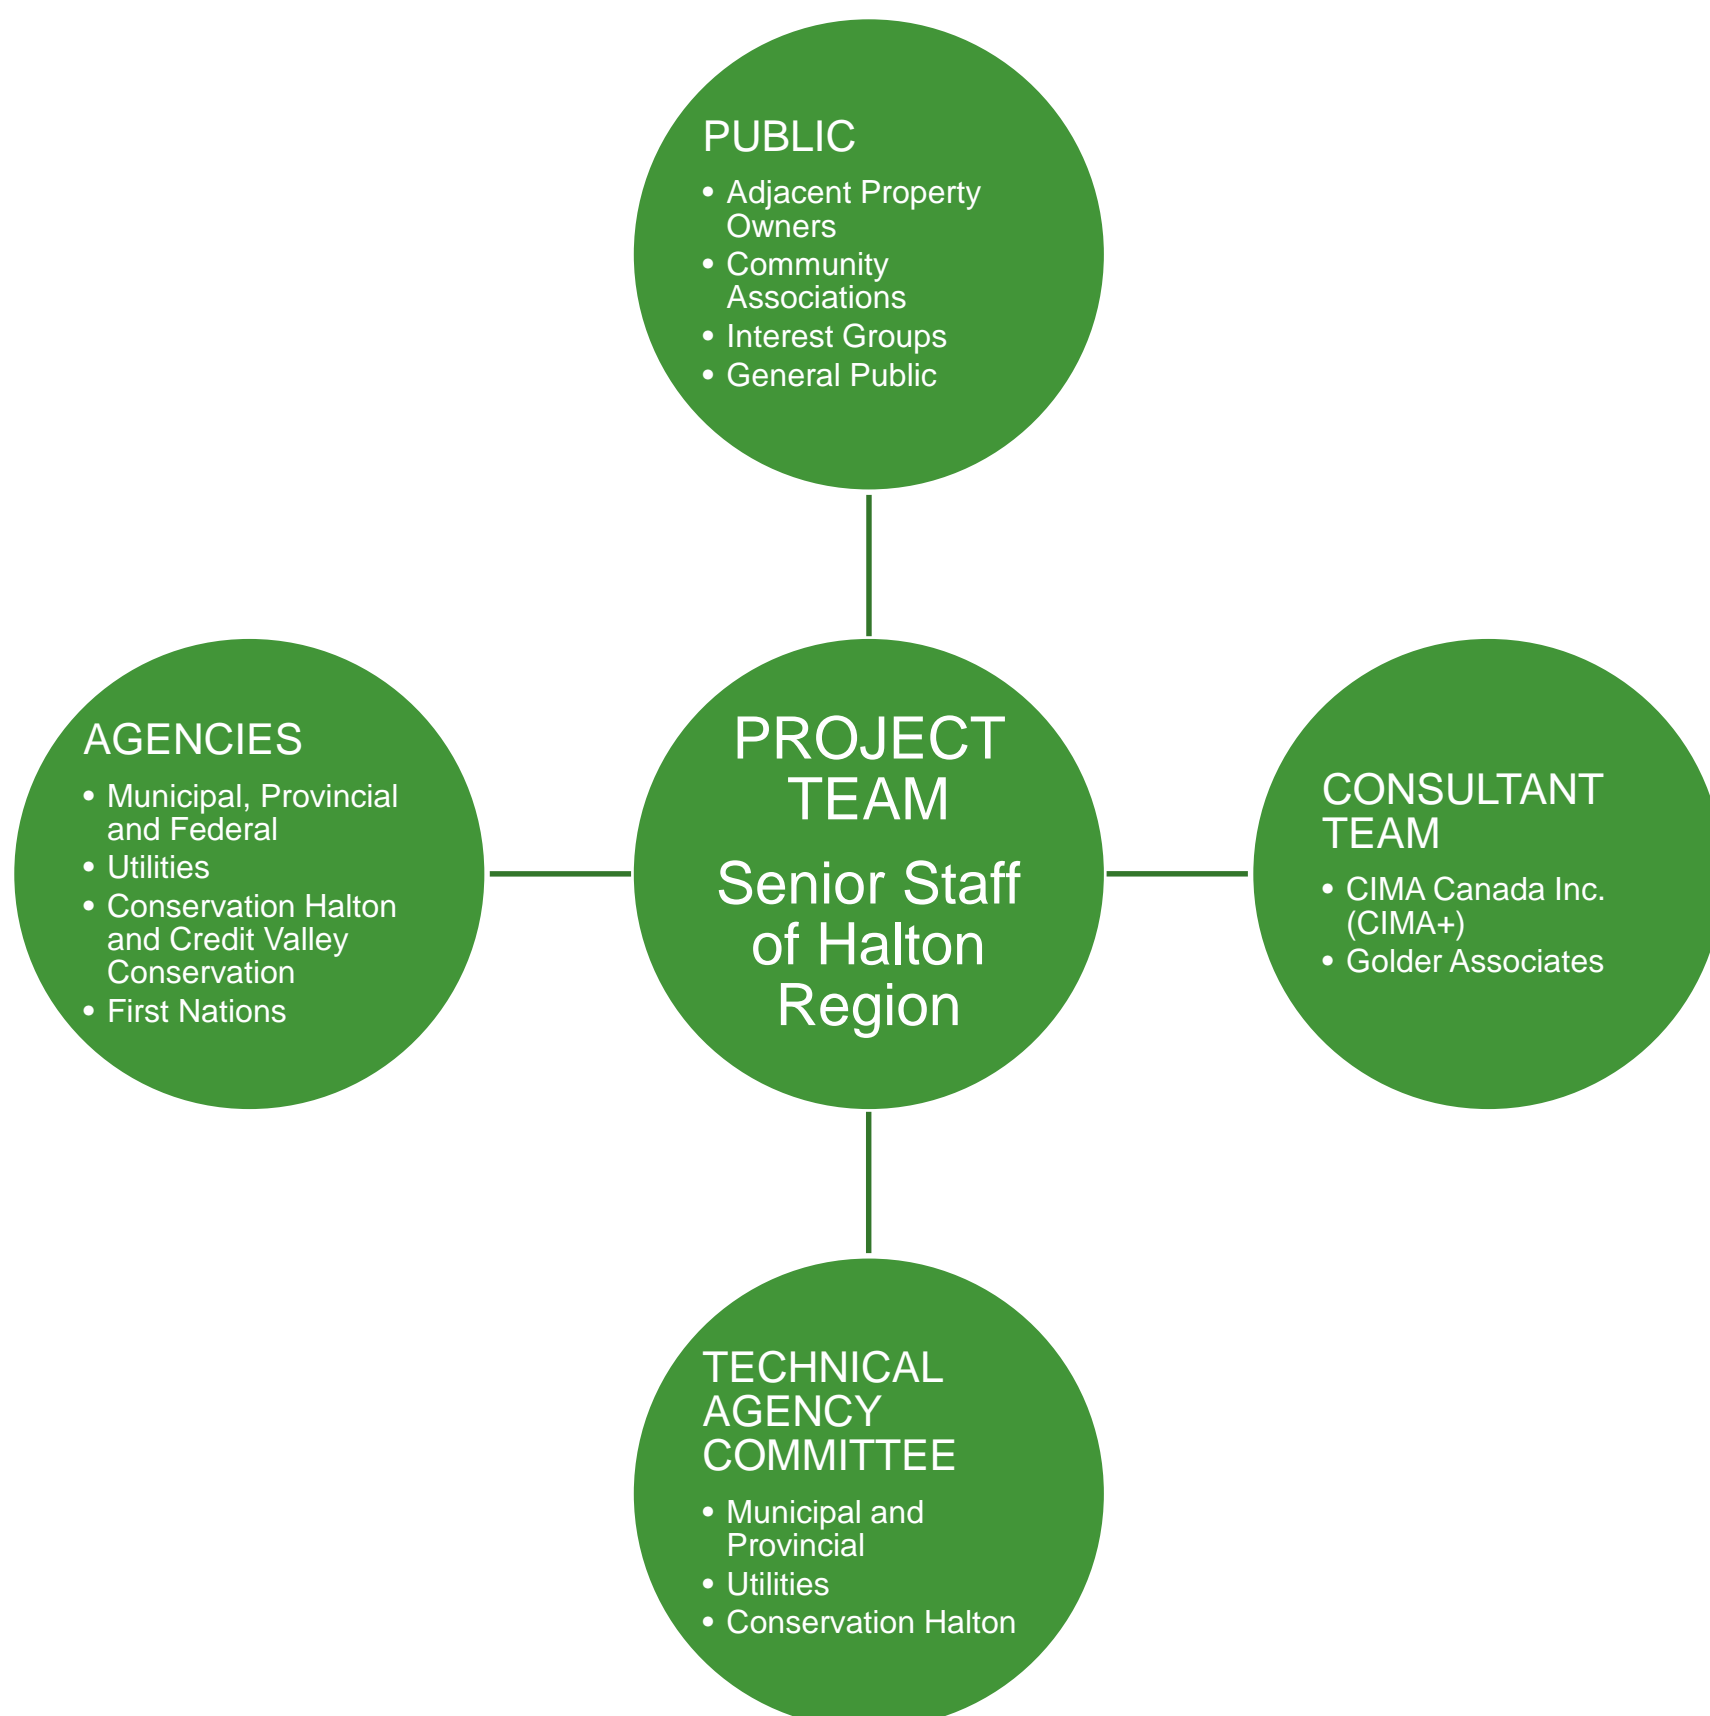 PUBLIC
• Adjacent Property
Owners
• Community
Associations
• Interest Groups
• General Public
AGENCIES
• Municipal, Provincial
and Federal
• Utilities
• Conservation Halton
and Credit Valley
Conservation
• First Nations
PROJECT
TEAM
Senior Staff
of Halton
Region
CONSULTANT
TEAM
• CIMA Canada Inc.
(CIMA+)
• Golder Associates
TECHNICAL
AGENCY
COMMITTEE
• Municipal and
Provincial
• Utilities
• Conservation Halton